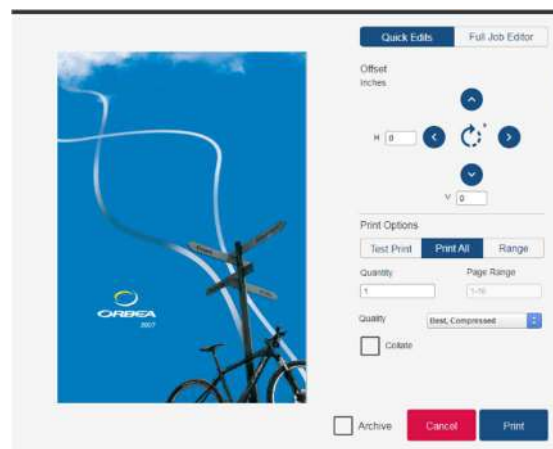 Quick Edits
Full Job Editor
Offset
Inches
H
0
V
0
Print Options
Test Print
Print All
Range
Quantity
Page Range
1
1-16
Quality
Best, Compressed
Collate
Archive
Cancel
Print
ORBEA
2007